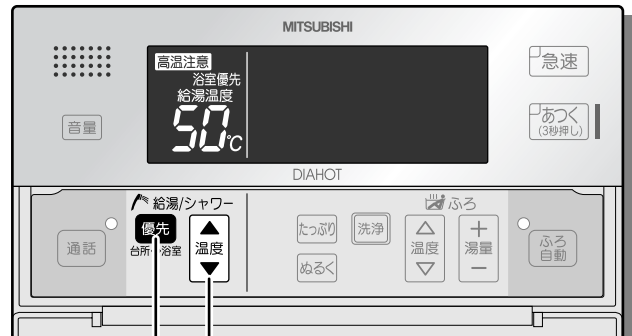 MITSUBISHI
高温注意
浴室優先
給湯温度
50℃
音量
急速
あつく
(3秒押し)
DIAHOT
給湯/シャワー
ふろ
通話
優先
台所⇔浴室
温度
たっぷり
洗浄
ぬるく
温度
湯量
ふろ
自動